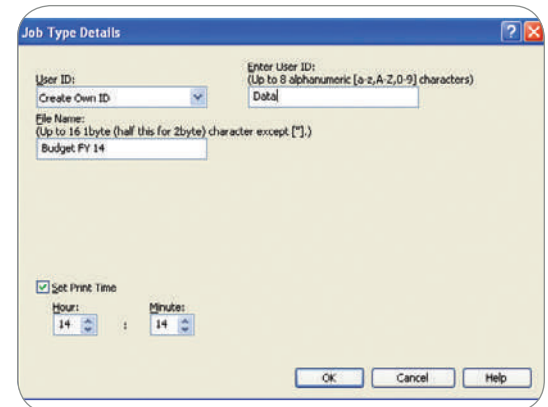 Job Type Details
User ID:
Create Own ID
Enter User ID:
(Up to 8 alphanumeric [a-z,A-Z,0-9] characters)
Data
File Name:
(Up to 16 1byte (half this for 2byte) character except ["].)
Budget FY 14
Set Print Time
Hour: Minute:
14 : 14
OK Cancel Help